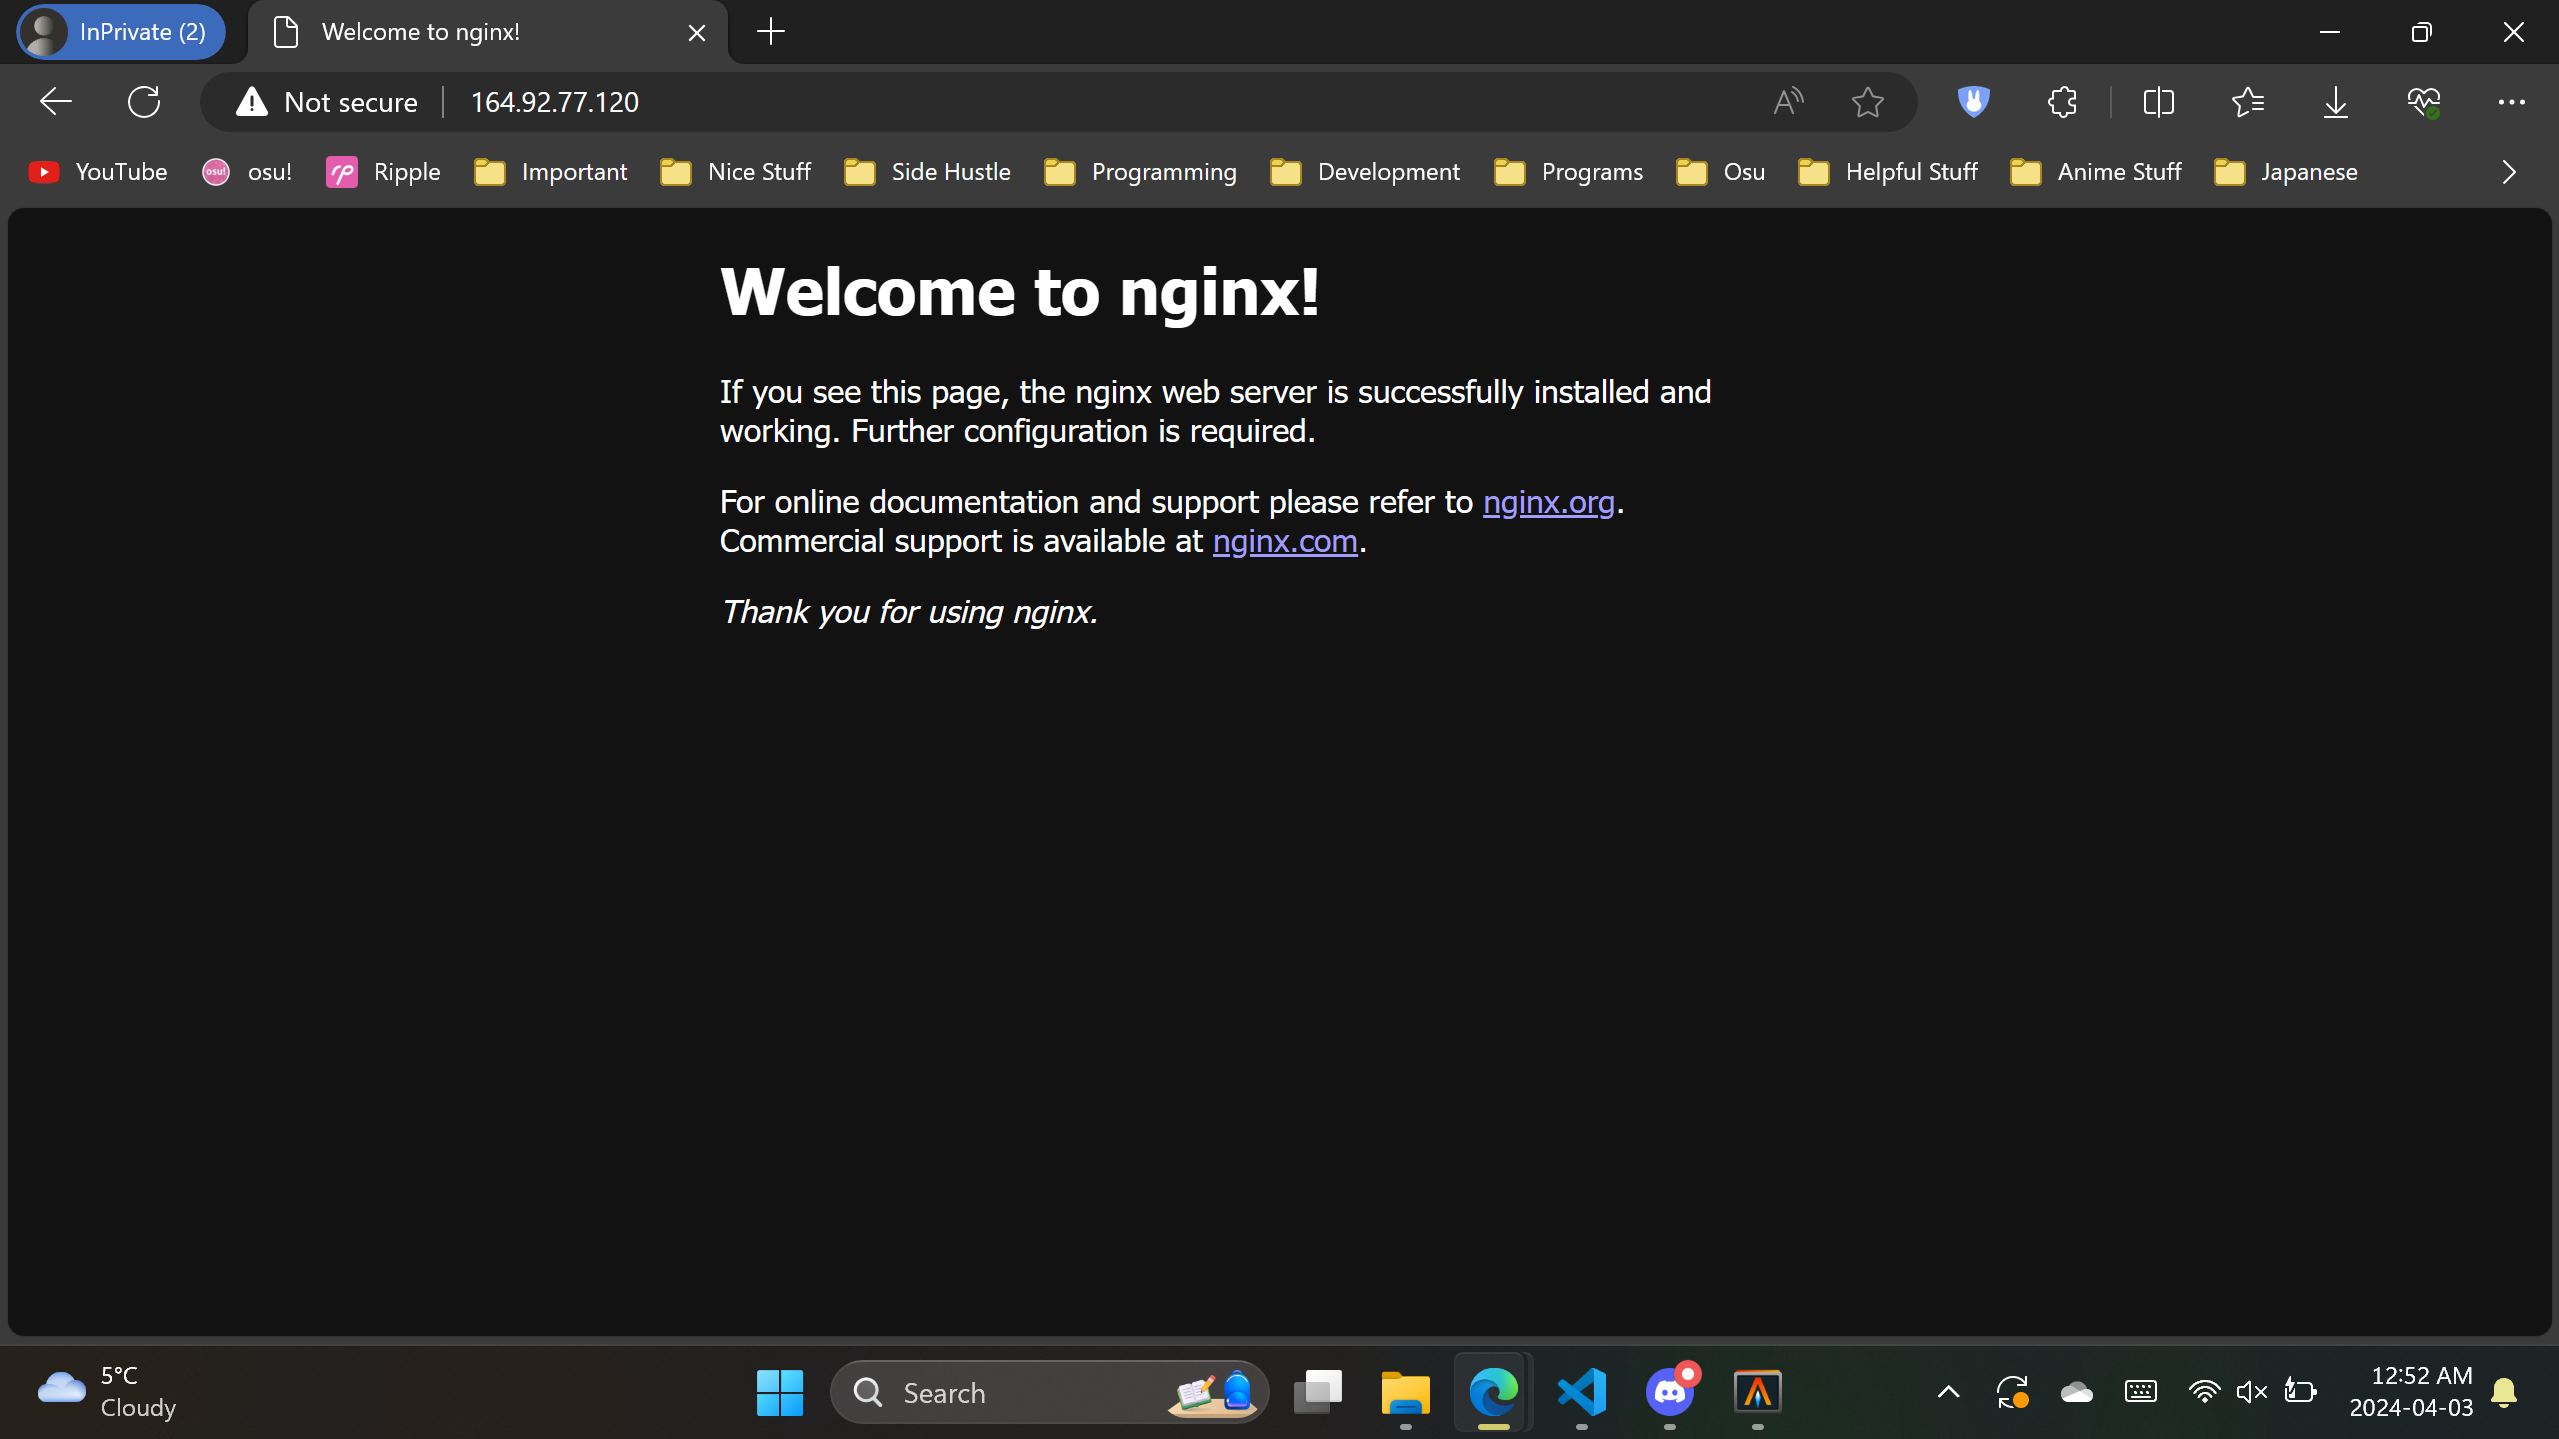 InPrivate (2)
Welcome to nginx!
Not secure
164.92.77.120
YouTube
osu!
Ripple
Important
Nice Stuff
Side Hustle
Programming
Development
Programs
Osu
Helpful Stuff
Anime Stuff
Japanese
Welcome to nginx!
If you see this page, the nginx web server is successfully installed and
working. Further configuration is required.
For online documentation and support please refer to nginx.org.
Commercial support is available at nginx.com.
Thank you for using nginx.
5°C
Cloudy
Search
12:52 AM
2024-04-03